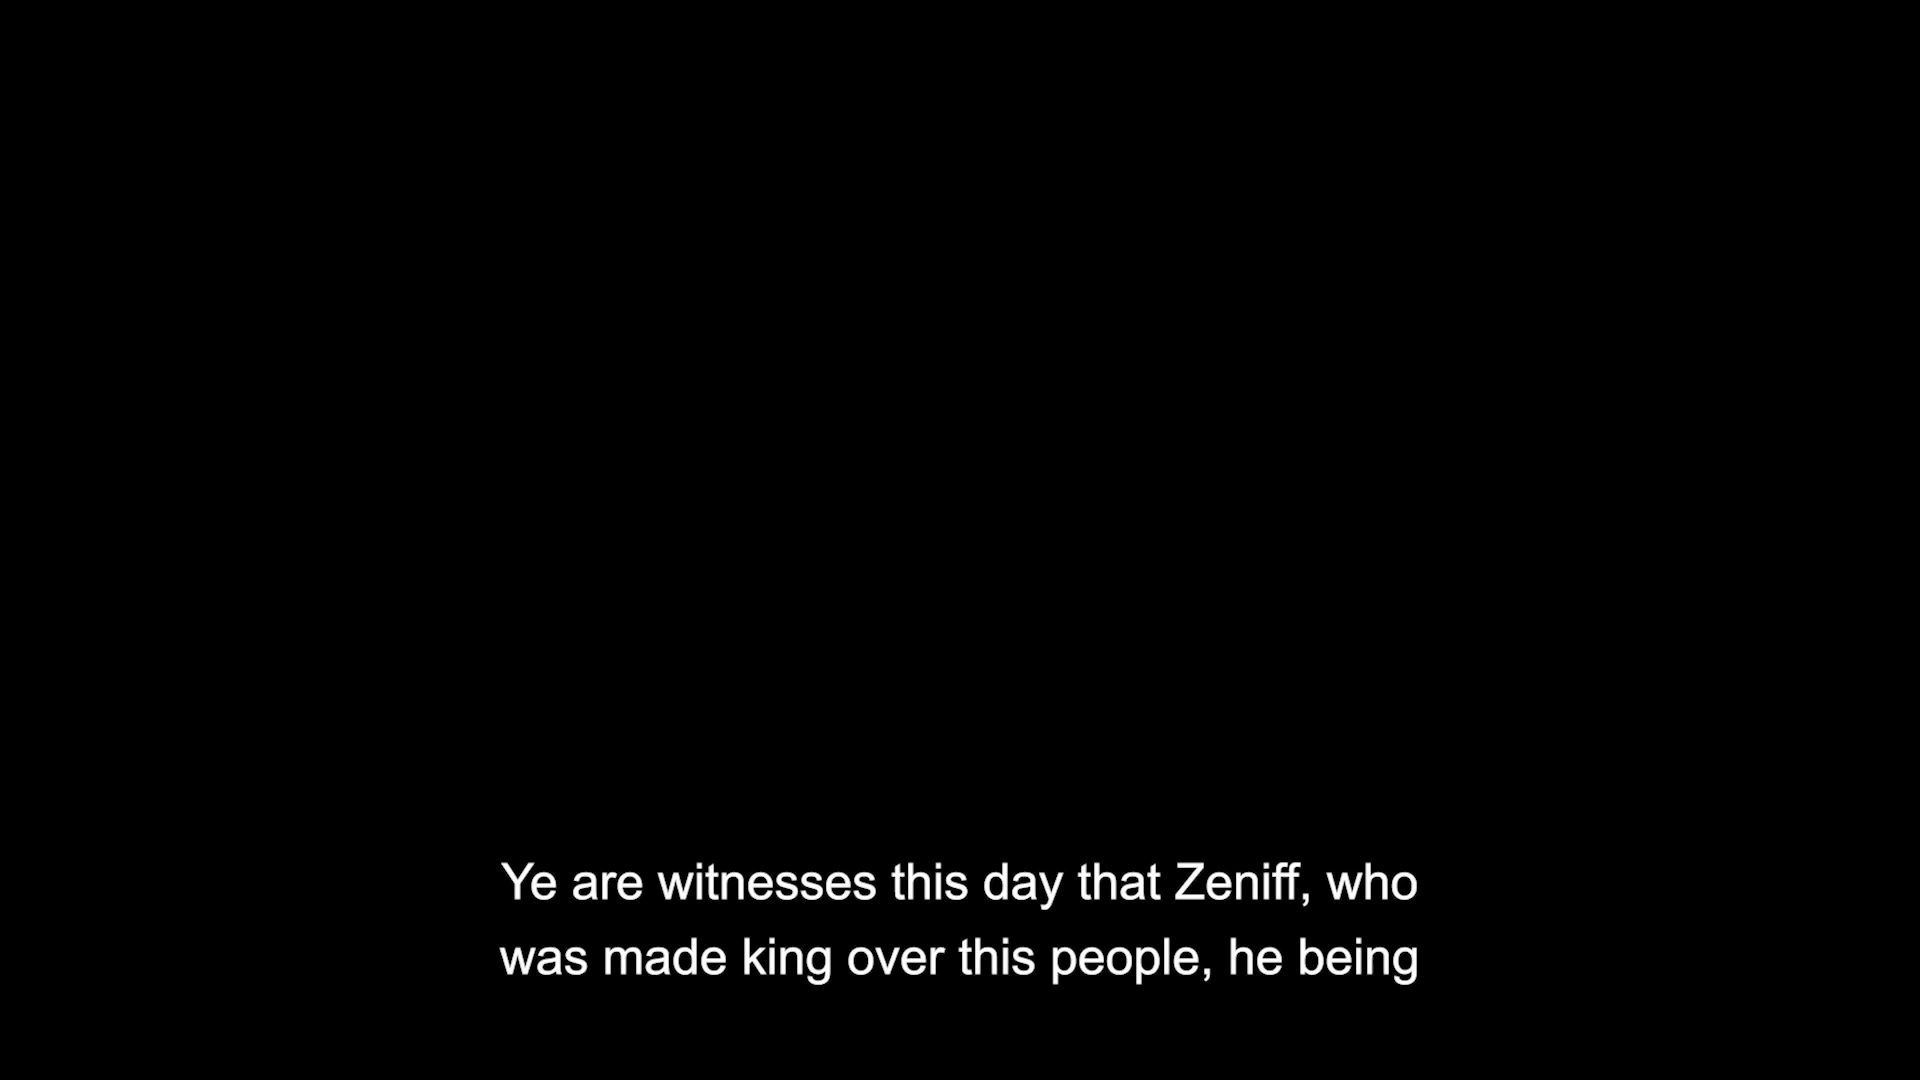 Ye are witnesses this day that Zeniff, who
was made king over this people, he being